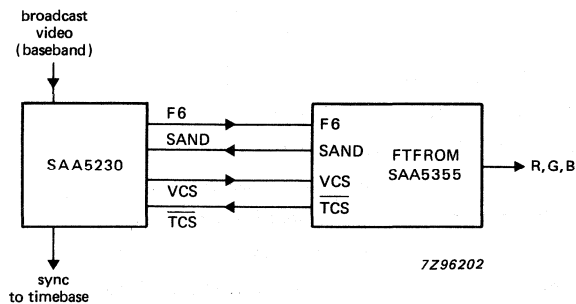 broadcast
video
(baseband)
F6
SAND
VCS
TCS
SAA5230
F6
SAND
VCS
TCS
FTFROM
SAA5355
R, G, B
sync
to timebase
7Z96202